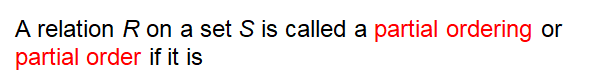 A relation R on a set S is called a partial ordering or
partial order if it is